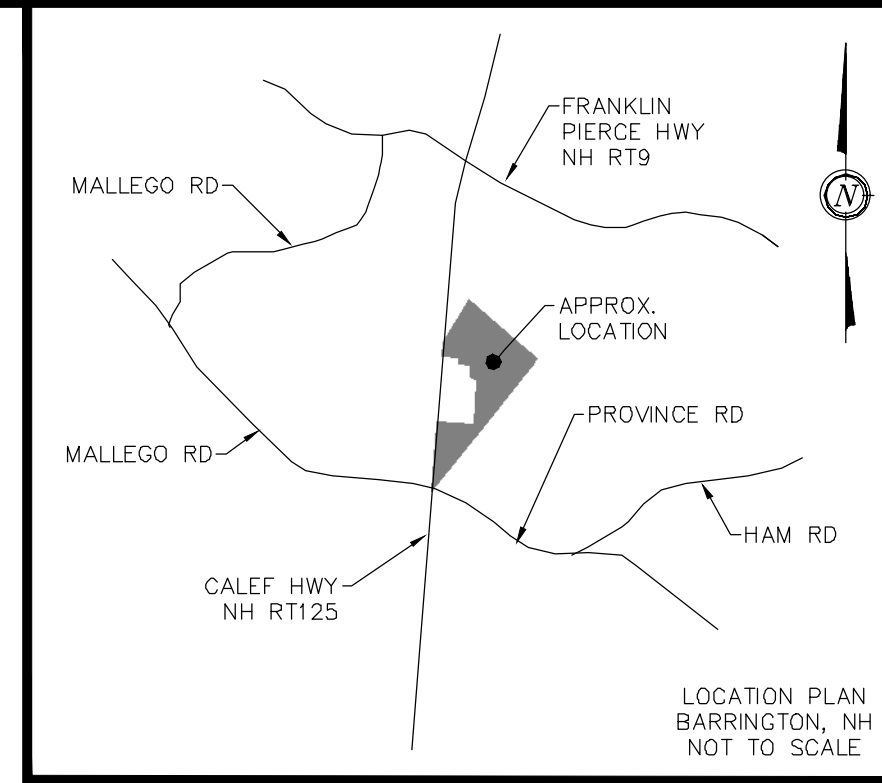 FRANKLIN
PIERCE HWY
NH RT9
MALLEGO RD
N
APPROX.
LOCATION
PROVINCE RD
MALLEGO RD
HAM RD
CALEF HWY
NH RT125
LOCATION PLAN
BARRINGTON, NH
NOT TO SCALE